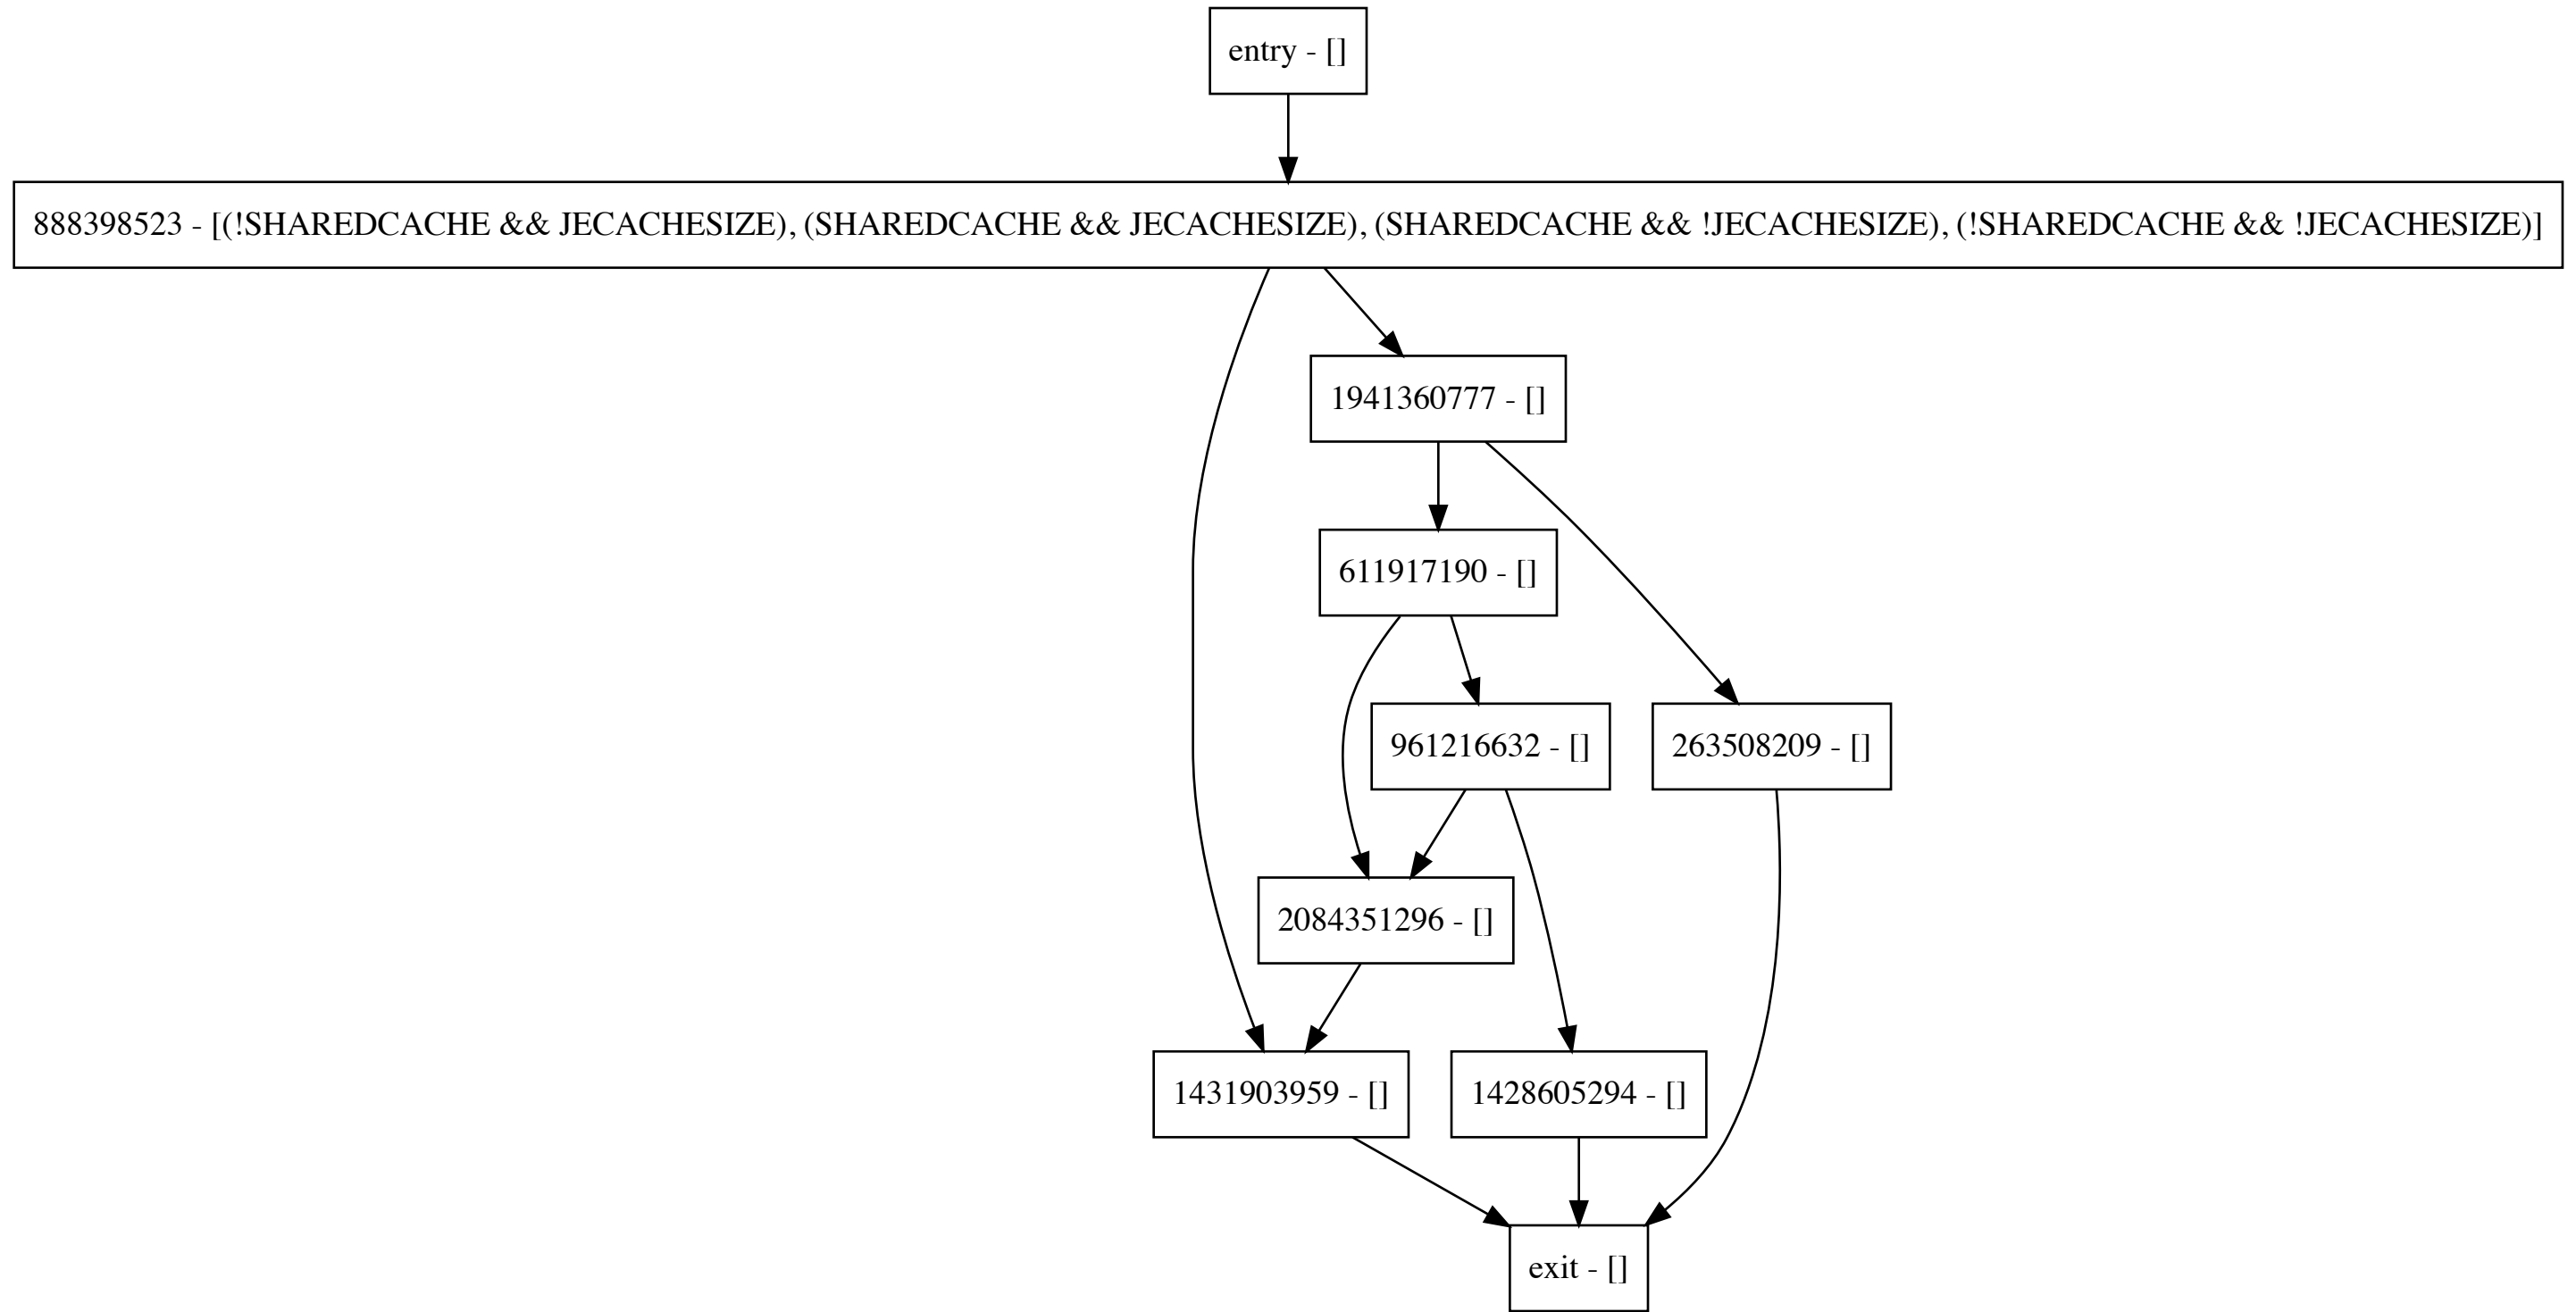 entry - []
888398523 - [(!SHAREDCACHE && JECACHESIZE), (SHAREDCACHE && JECACHESIZE), (SHAREDCACHE && !JECACHESIZE), (!SHAREDCACHE && !JECACHESIZE)]
1941360777 - []
611917190 - []
961216632 - []
263508209 - []
2084351296 - []
1431903959 - []
1428605294 - []
exit - []